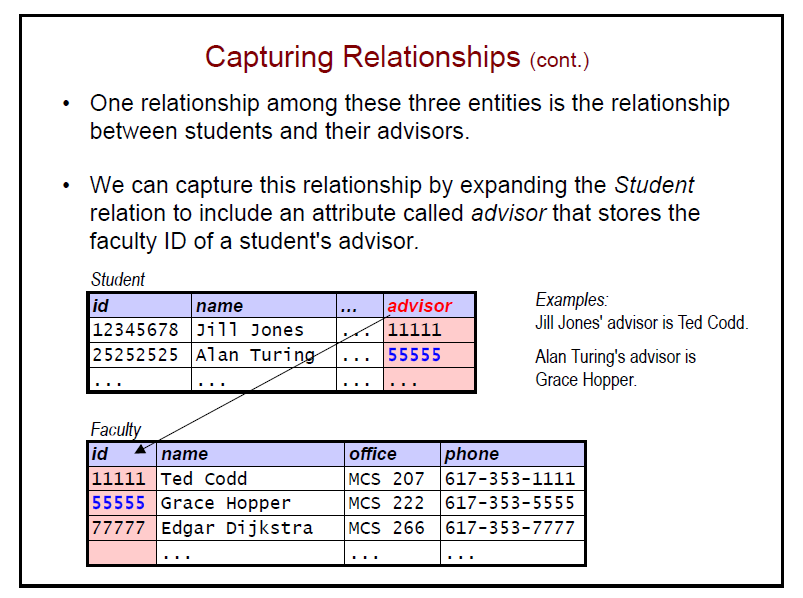 Capturing Relationships (cont.)
• One relationship among these three entities is the relationship
between students and their advisors.
• We can capture this relationship by expanding the Student
relation to include an attribute called advisor that stores the
faculty ID of a student's advisor.
Student
id name ... advisor
12345678 Jill Jones ... 11111
25252525 Alan Turing ... 55555
... ... ... ...
Examples:
Jill Jones' advisor is Ted Codd.
Alan Turing's advisor is
Grace Hopper.
Faculty
id name office phone
11111 Ted Codd MCS 207 617-353-1111
55555 Grace Hopper MCS 222 617-353-5555
77777 Edgar Dijkstra MCS 266 617-353-7777
... ... ...